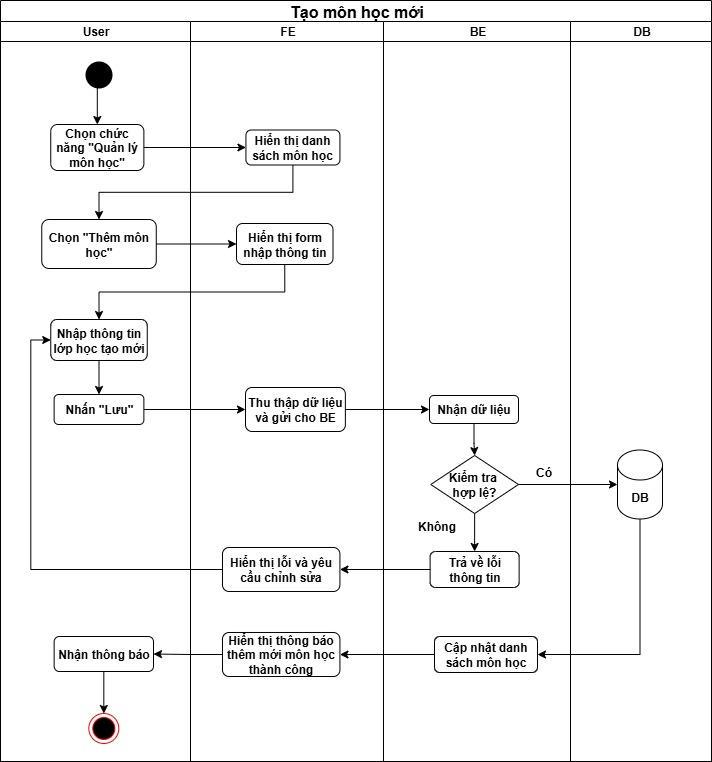 Tạo môn học mới
User
FE
BE
DB
Chọn chức
năng "Quản lý
môn học"
Hiển thị danh
sách môn học
Chọn "Thêm môn
học"
Hiển thị form
nhập thông tin
Nhập thông tin
lớp học tạo mới
Nhấn "Lưu"
Thu thập dữ liệu
và gửi cho BE
Nhận dữ liệu
Kiểm tra
hợp lệ?
Có
DB
Không
Hiển thị lỗi và yêu
cầu chỉnh sửa
Trả về lỗi
thông tin
Nhận thông báo
Hiển thị thông báo
thêm mới môn học
thành công
Cập nhật danh
sách môn học